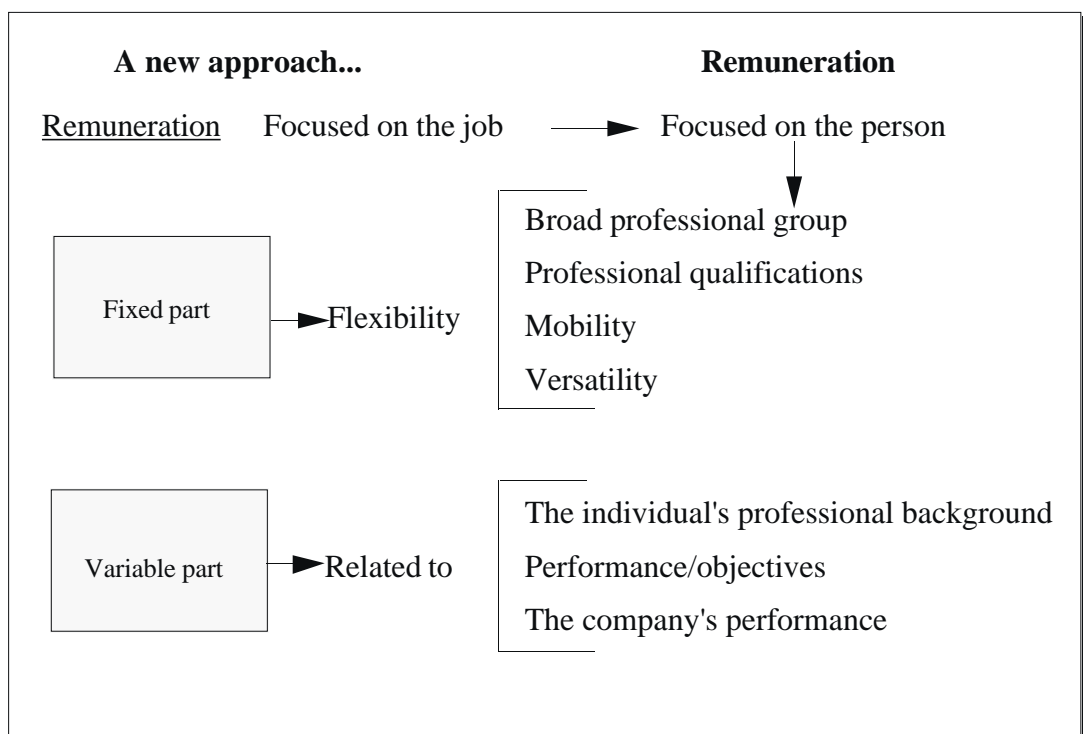 A new approach... Remuneration
Remuneration Focused on the job Focused on the person
Broad professional group
Professional qualifications
Fixed part Flexibility Mobility
Versatility
The individual's professional background
Variable part Related to Performance/objectives
The company's performance